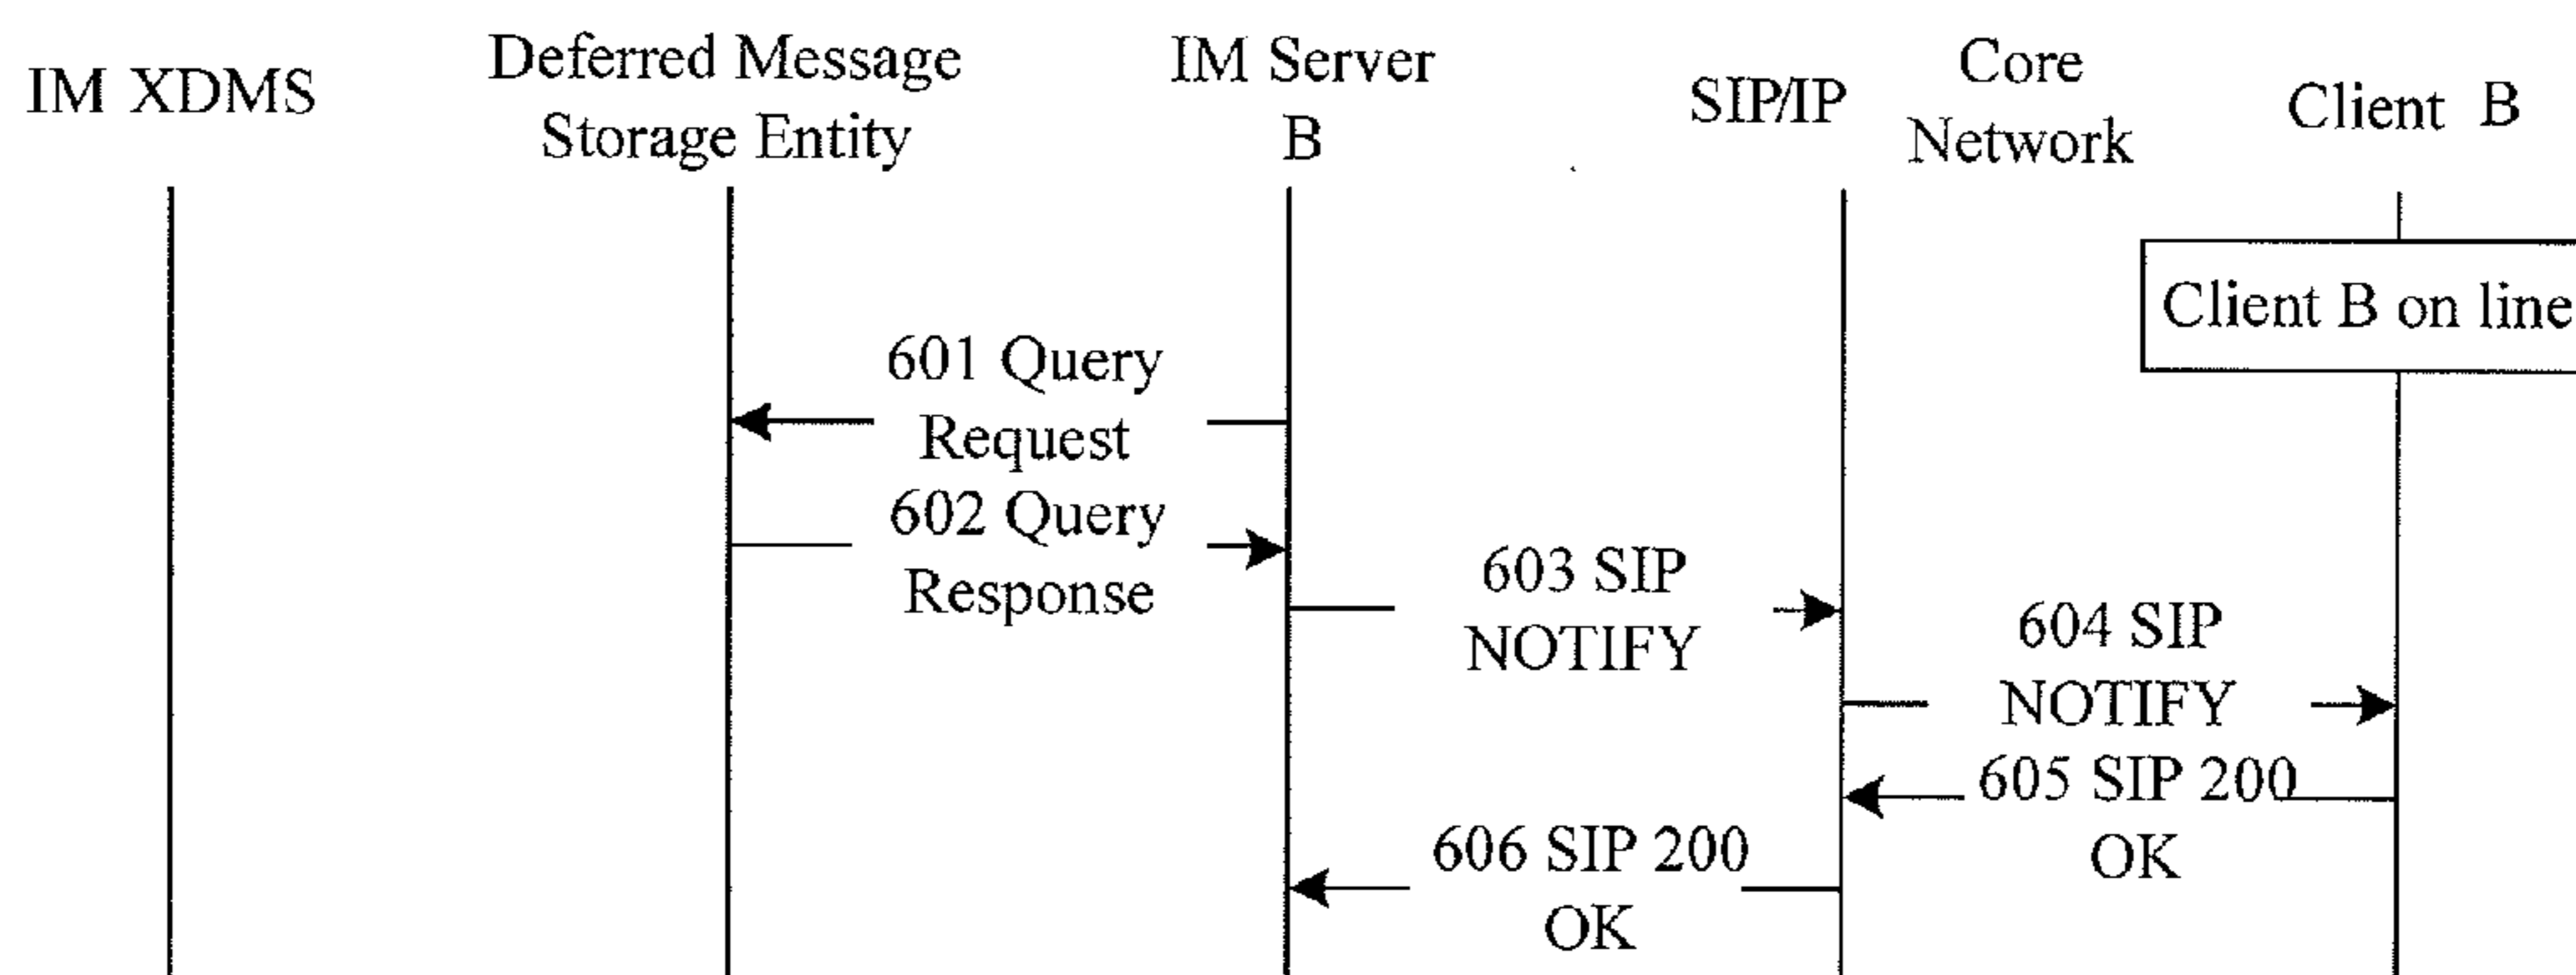 IM XDMS
Deferred Message
Storage Entity
IM Server
B
SIP/IP
Core
Network
Client B
Client B on line
601 Query
Request
602 Query
Response
603 SIP
NOTIFY
604 SIP
NOTIFY
605 SIP 200
OK
606 SIP 200
OK